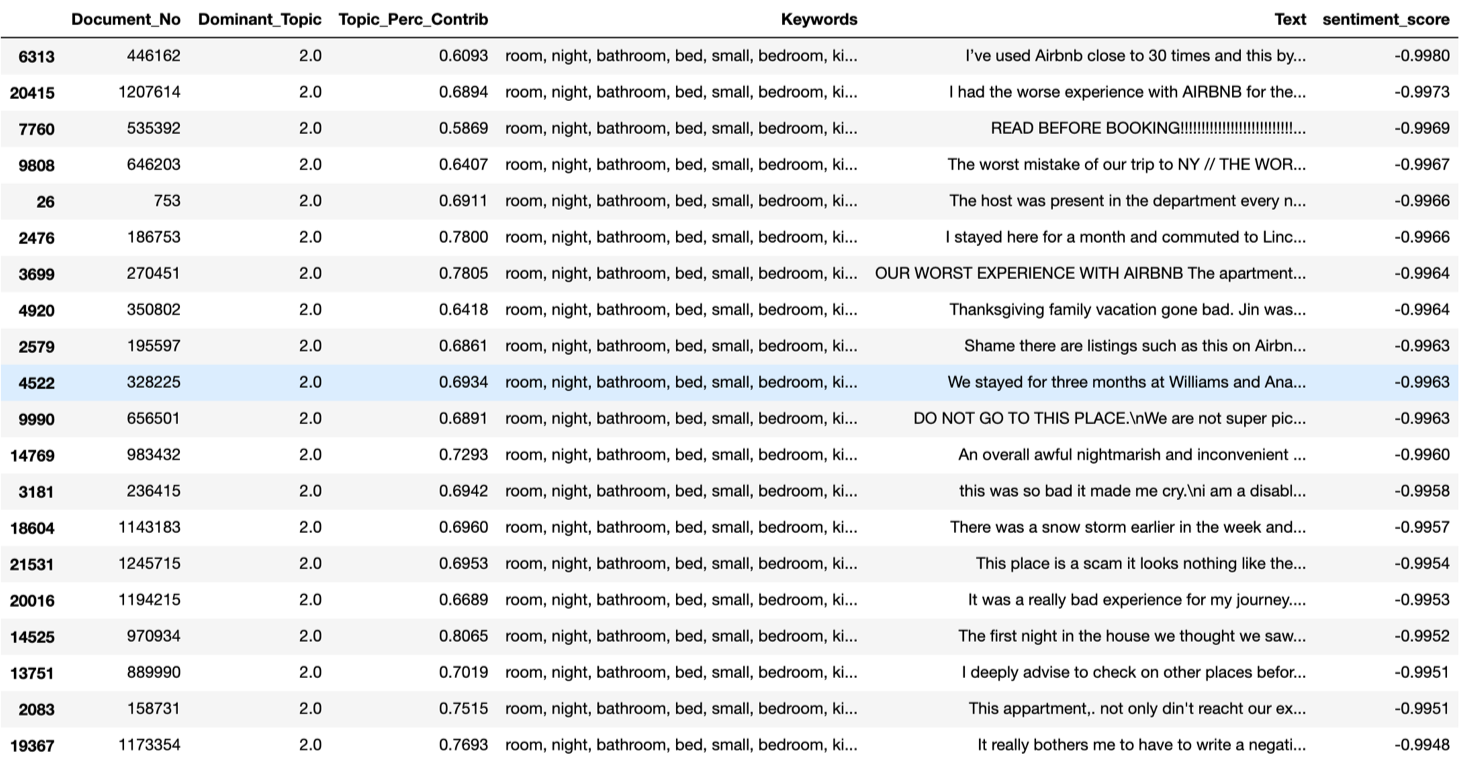 Document_No Dominant_Topic Topic_Perc_Contrib Keywords Text sentiment_score
6313 446162 2.0 0.6093 room, night, bathroom, bed, small, bedroom, ki... I’ve used Airbnb close to 30 times and this by... -0.9980
20415 1207614 2.0 0.6894 room, night, bathroom, bed, small, bedroom, ki... I had the worse experience with AIRBNB for the... -0.9973
7760 535392 2.0 0.5869 room, night, bathroom, bed, small, bedroom, ki... READ BEFORE BOOKING!!!!!!!!!!!!!!!!!!!!!!!!!!!... -0.9969
9808 646203 2.0 0.6407 room, night, bathroom, bed, small, bedroom, ki... The worst mistake of our trip to NY // THE WOR... -0.9967
26 753 2.0 0.6911 room, night, bathroom, bed, small, bedroom, ki... The host was present in the department every n... -0.9966
2476 186753 2.0 0.7800 room, night, bathroom, bed, small, bedroom, ki... I stayed here for a month and commuted to Linc... -0.9966
3699 270451 2.0 0.7805 room, night, bathroom, bed, small, bedroom, ki... OUR WORST EXPERIENCE WITH AIRBNB The apartment... -0.9964
4920 350802 2.0 0.6418 room, night, bathroom, bed, small, bedroom, ki... Thanksgiving family vacation gone bad. Jin was... -0.9964
2579 195597 2.0 0.6861 room, night, bathroom, bed, small, bedroom, ki... Shame there are listings such as this on Airbn... -0.9963
4522 328225 2.0 0.6934 room, night, bathroom, bed, small, bedroom, ki... We stayed for three months at Williams and Ana... -0.9963
9990 656501 2.0 0.6891 room, night, bathroom, bed, small, bedroom, ki... DO NOT GO TO THIS PLACE.\nWe are not super pic... -0.9963
14769 983432 2.0 0.7293 room, night, bathroom, bed, small, bedroom, ki... An overall awful nightmarish and inconvenient ... -0.9960
3181 236415 2.0 0.6942 room, night, bathroom, bed, small, bedroom, ki... this was so bad it made me cry.\ni am a disabl... -0.9958
18604 1143183 2.0 0.6960 room, night, bathroom, bed, small, bedroom, ki... There was a snow storm earlier in the week and... -0.9957
21531 1245715 2.0 0.6953 room, night, bathroom, bed, small, bedroom, ki... This place is a scam it looks nothing like the... -0.9954
20016 1194215 2.0 0.6689 room, night, bathroom, bed, small, bedroom, ki... It was a really bad experience for my journey.... -0.9953
14525 970934 2.0 0.8065 room, night, bathroom, bed, small, bedroom, ki... The first night in the house we thought we saw... -0.9952
13751 889990 2.0 0.7019 room, night, bathroom, bed, small, bedroom, ki... I deeply advise to check on other places befor... -0.9951
2083 158731 2.0 0.7515 room, night, bathroom, bed, small, bedroom, ki... This appartment,. not only din't reacht our ex... -0.9951
19367 1173354 2.0 0.7693 room, night, bathroom, bed, small, bedroom, ki... It really bothers me to have to write a negati... -0.9948